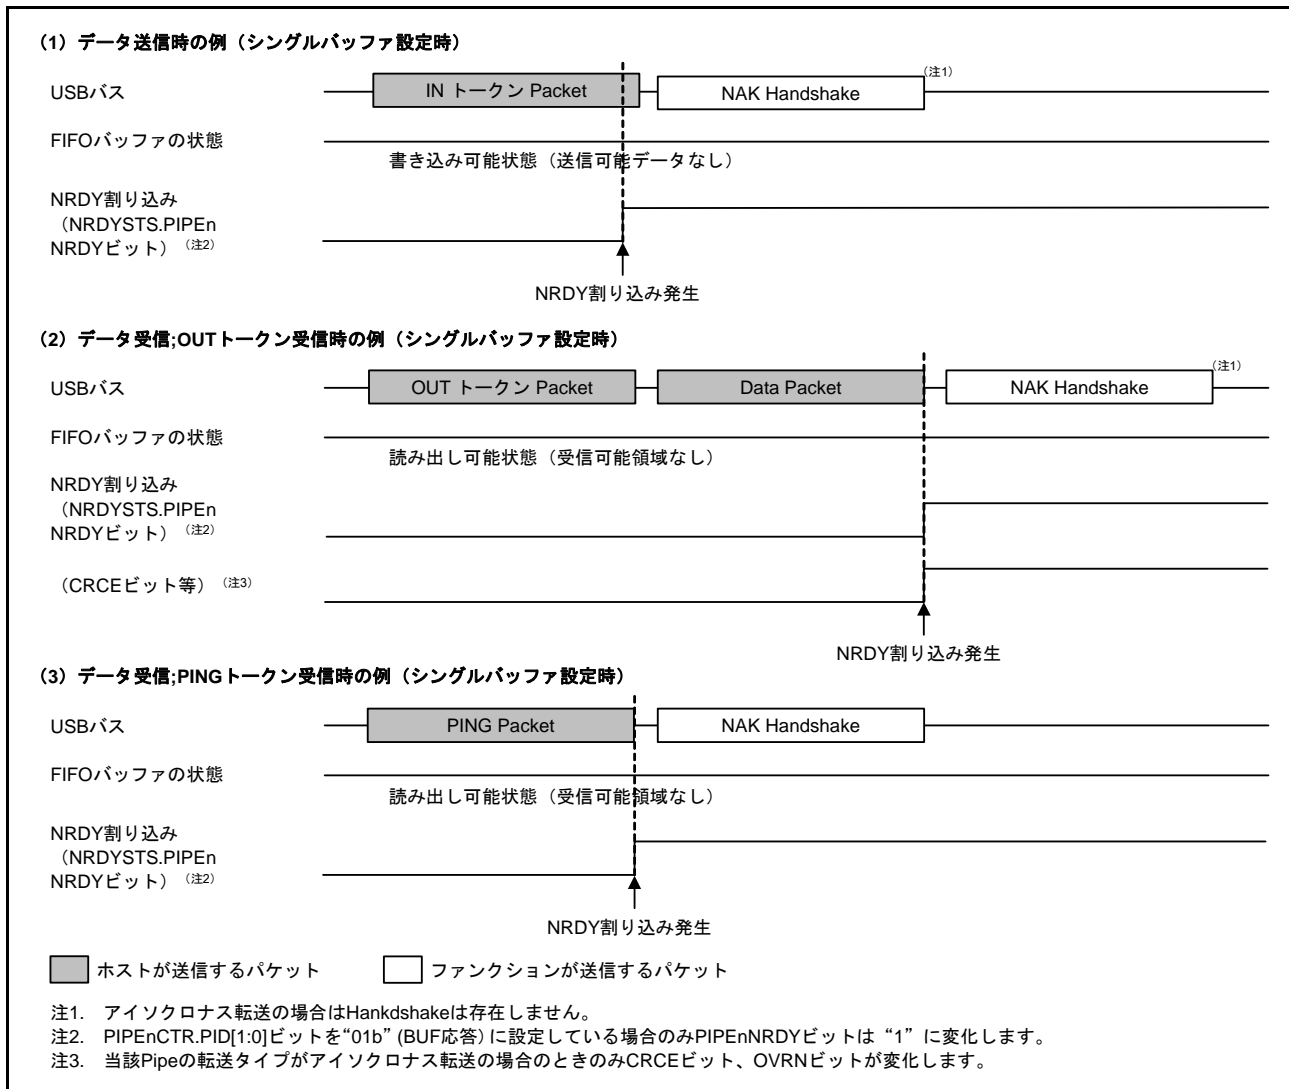 （1）データ送信時の例（シングルバッファ設定時）
USBバス
IN トークン Packet
NAK Handshake
（注1）
FIFOバッファの状態
書き込み可能状態（送信可能データなし）
NRDY割り込み
（NRDYSTS.PIPEn
NRDYビット）（注2）
NRDY割り込み発生
（2）データ受信;OUTトークン受信時の例（シングルバッファ設定時）
USBバス
OUT トークン Packet
Data Packet
NAK Handshake
（注1）
FIFOバッファの状態
読み出し可能状態（受信可能領域なし）
NRDY割り込み
（NRDYSTS.PIPEn
NRDYビット）（注2）
（CRCEビット等）（注3）
NRDY割り込み発生
（3）データ受信;PINGトークン受信時の例（シングルバッファ設定時）
USBバス
PING Packet
NAK Handshake
FIFOバッファの状態
読み出し可能状態（受信可能領域なし）
NRDY割り込み
（NRDYSTS.PIPEn
NRDYビット）（注2）
NRDY割り込み発生
ホストが送信するパケット
ファンクションが送信するパケット
注1. アイソクロナス転送の場合はHankdshakeは存在しません。
注2. PIPEnCTR.PID[1:0]ビットを“01b” (BUF応答) に設定している場合のみPIPEnNRDYビットは “1” に変化します。
注3. 当該Pipeの転送タイプがアイソクロナス転送の場合のときのみCRCEビット、OVRNビットが変化します。